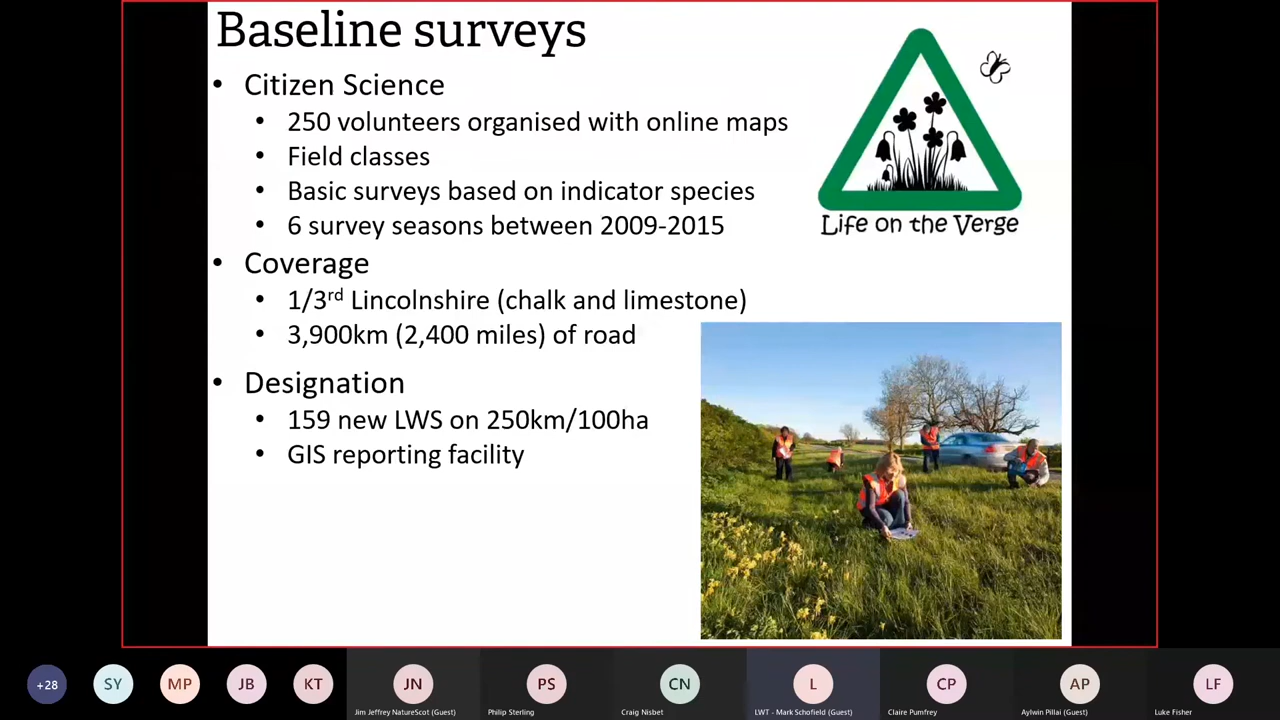 Baseline surveys
• Citizen Science
• 250 volunteers organised with online maps
• Field classes
• Basic surveys based on indicator species
• 6 survey seasons between 2009-2015
• Coverage
• 1/3rd Lincolnshire (chalk and limestone)
• 3,900km (2,400 miles) of road
• Designation
• 159 new LWS on 250km/100ha
• GIS reporting facility
Life on the Verge
+28
SY
MP
JB
KT
JN
Jim Jeffrey NatureScot (Guest)
PS
Philip Sterling
CN
Craig Nisbet
L
LWT - Mark Schofield (Guest)
CP
Claire Pumfrey
AP
Aylwin Pillai (Guest)
LF
Luke Fisher